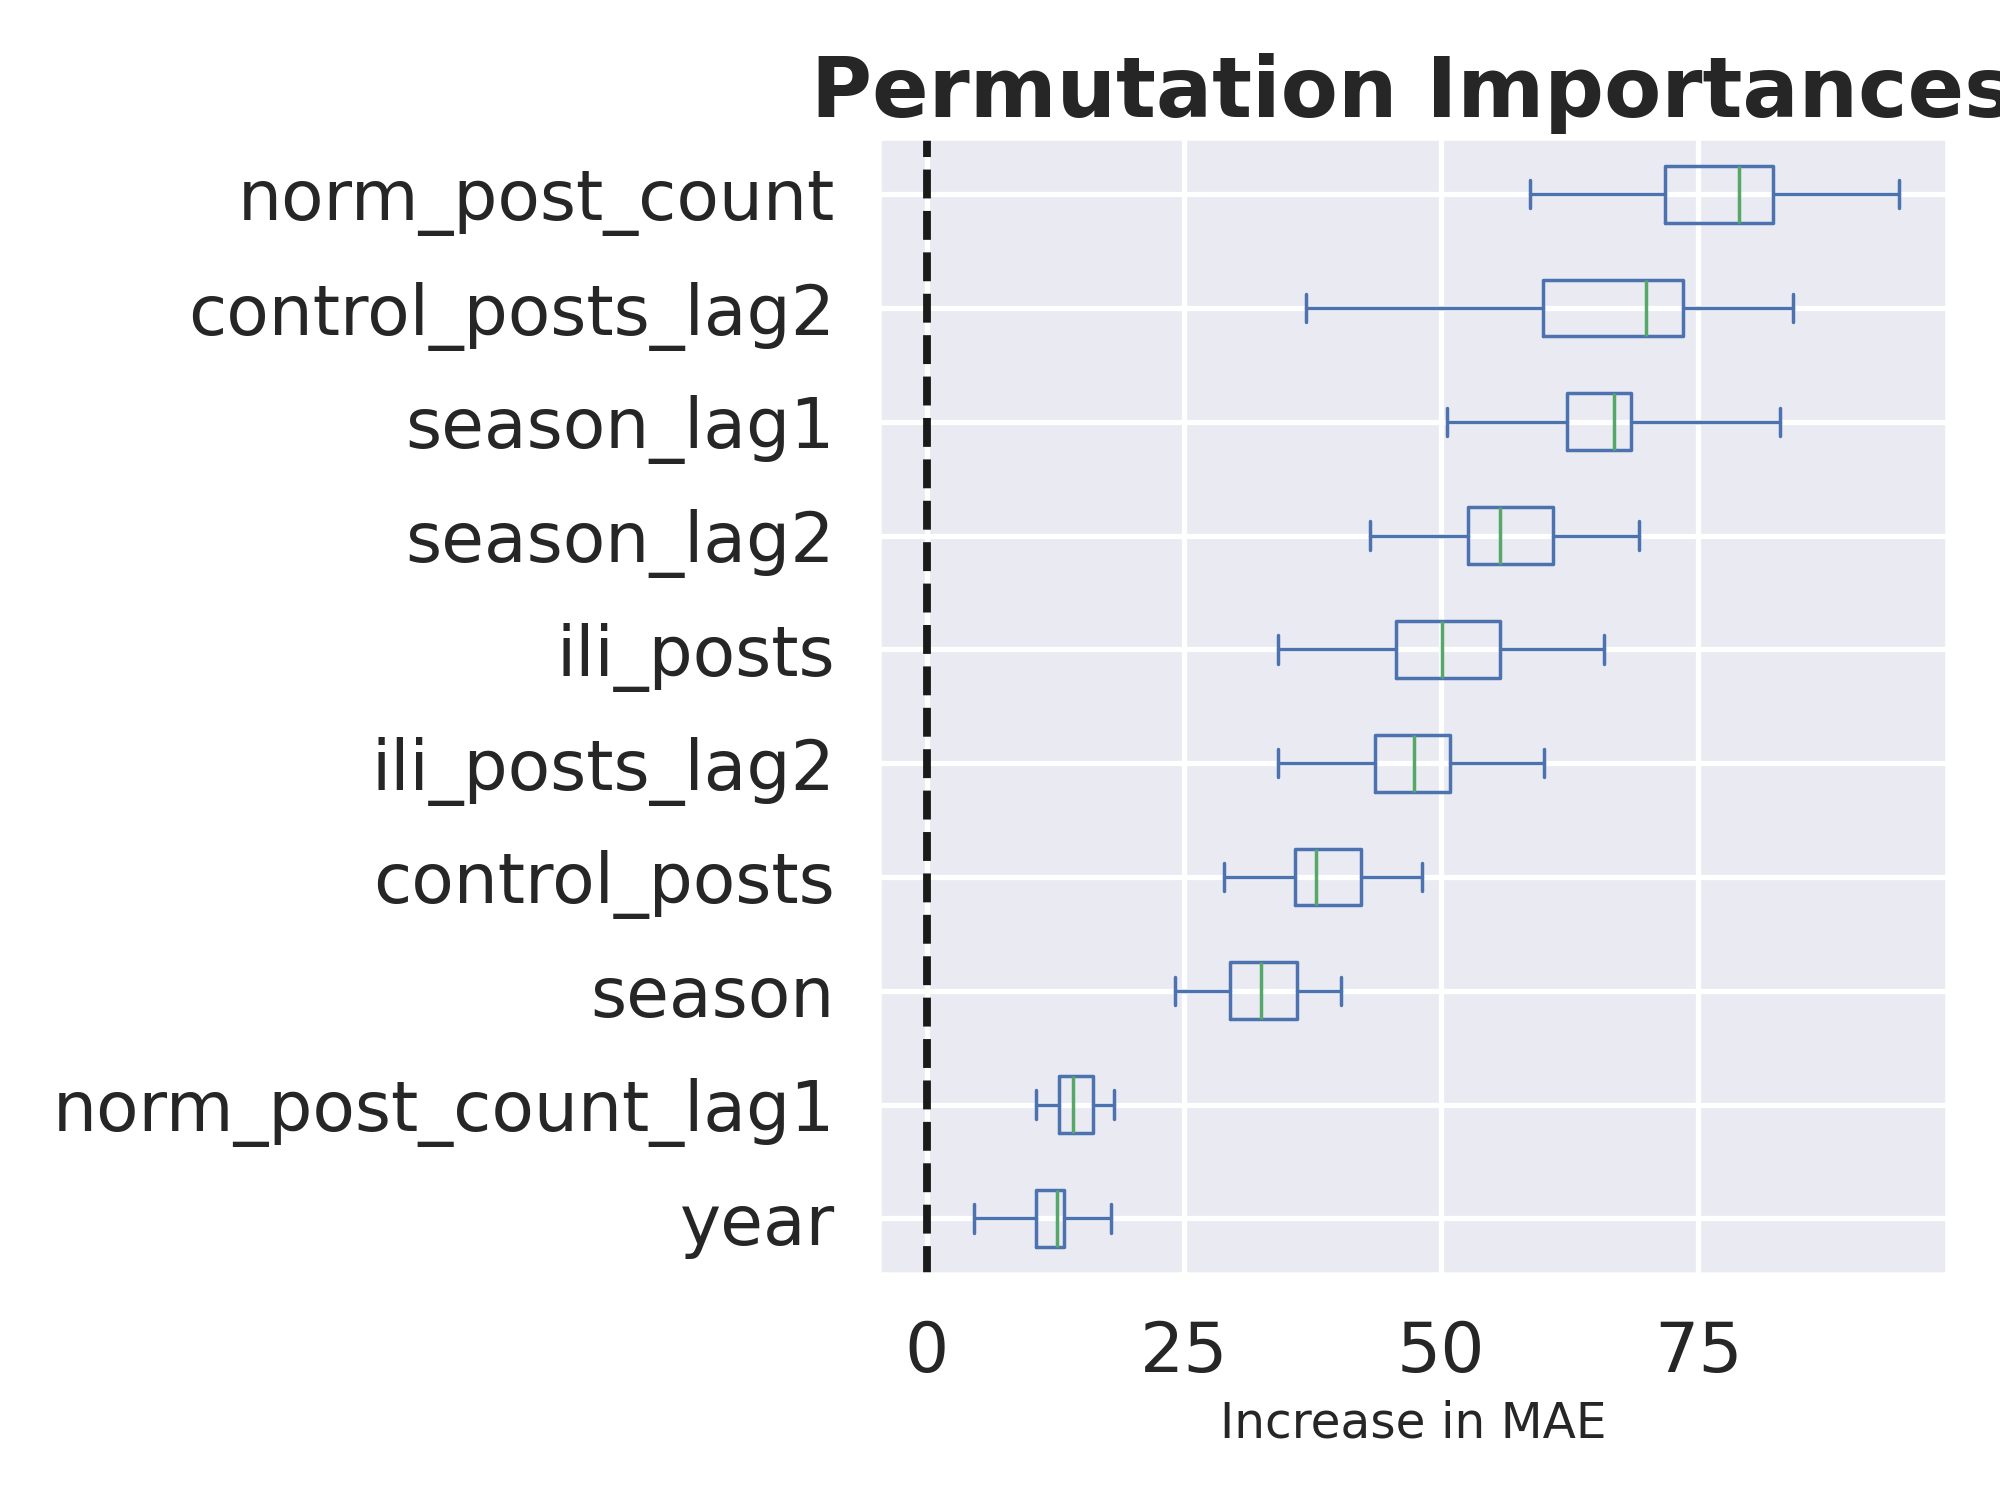 Permutation Importances
norm_post_count
control_posts_lag2
season_lag1
season_lag2
ili_posts
ili_posts_lag2
control_posts
season
norm_post_count_lag1
year
0 25 50 75
Increase in MAE